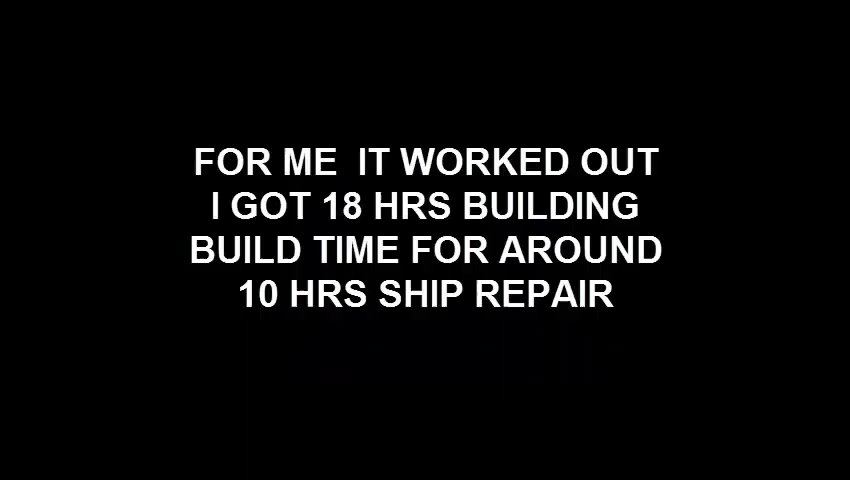 FOR ME  IT WORKED OUT
I GOT 18 HRS BUILDING
BUILD TIME FOR AROUND
10 HRS SHIP REPAIR